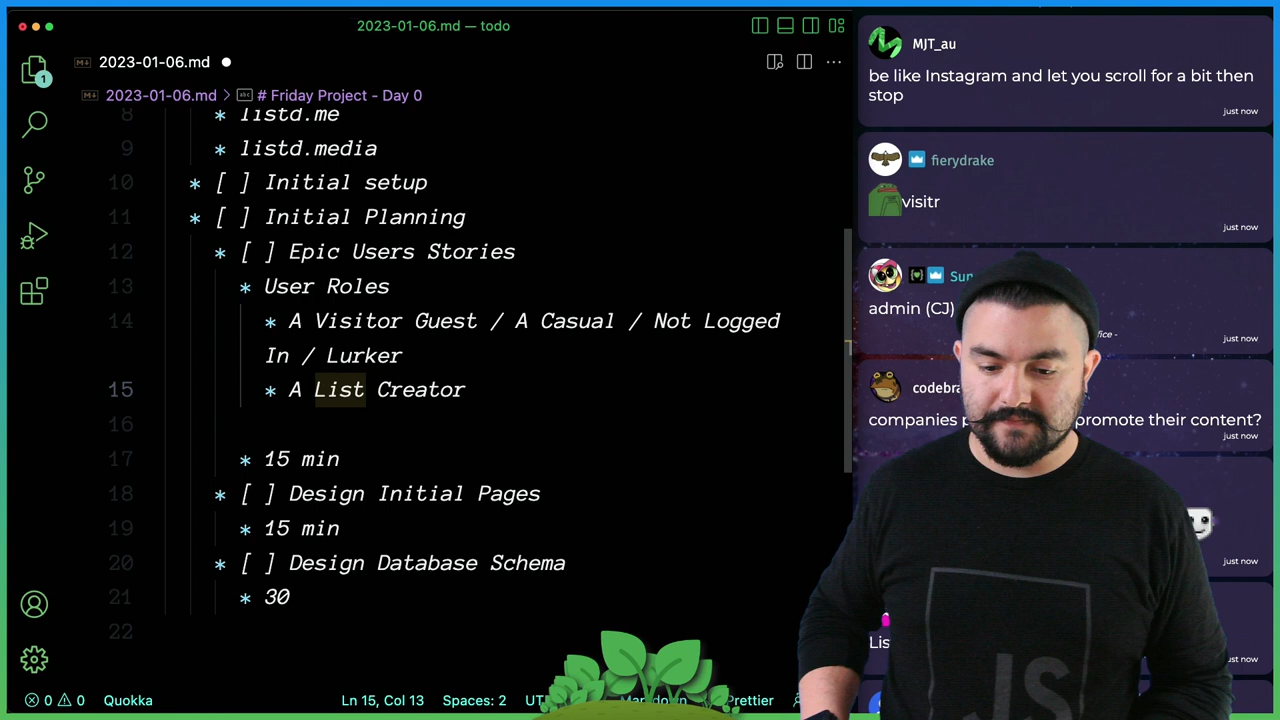 2023-01-06.md — todo
2023-01-06.md
2023-01-06.md > # Friday Project - Day 0
8 * listd.me
9 * listd.media
10 * [ ] Initial setup
11 * [ ] Initial Planning
12 * [ ] Epic Users Stories
13 * User Roles
14 * A Visitor Guest / A Casual / Not Logged
In / Lurker
15 * A List Creator
16
17 * 15 min
18 * [ ] Design Initial Pages
19 * 15 min
20 * [ ] Design Database Schema
21 * 30
22
1
0 0 Quokka Ln 15, Col 13 Spaces: 2 Markdown Prettier
MJT_au
be like Instagram and let you scroll for a bit then
stop
just now
fierydrake
visitr
just now
admin (CJ)
just now
companies promote their content?
just now
just now
just now
JS